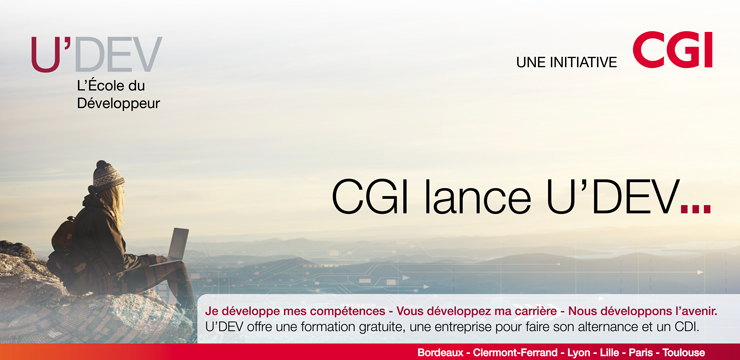 U'DEV
L'École du
Développeur
UNE INITIATIVE CGI
CGI lance U'DEV...
Je développe mes compétences - Vous développez ma carrière - Nous développons l'avenir.
U'DEV offre une formation gratuite, une entreprise pour faire son alternance et un CDI.
Bordeaux - Clermont-Ferrand - Lyon - Lille - Paris - Toulouse